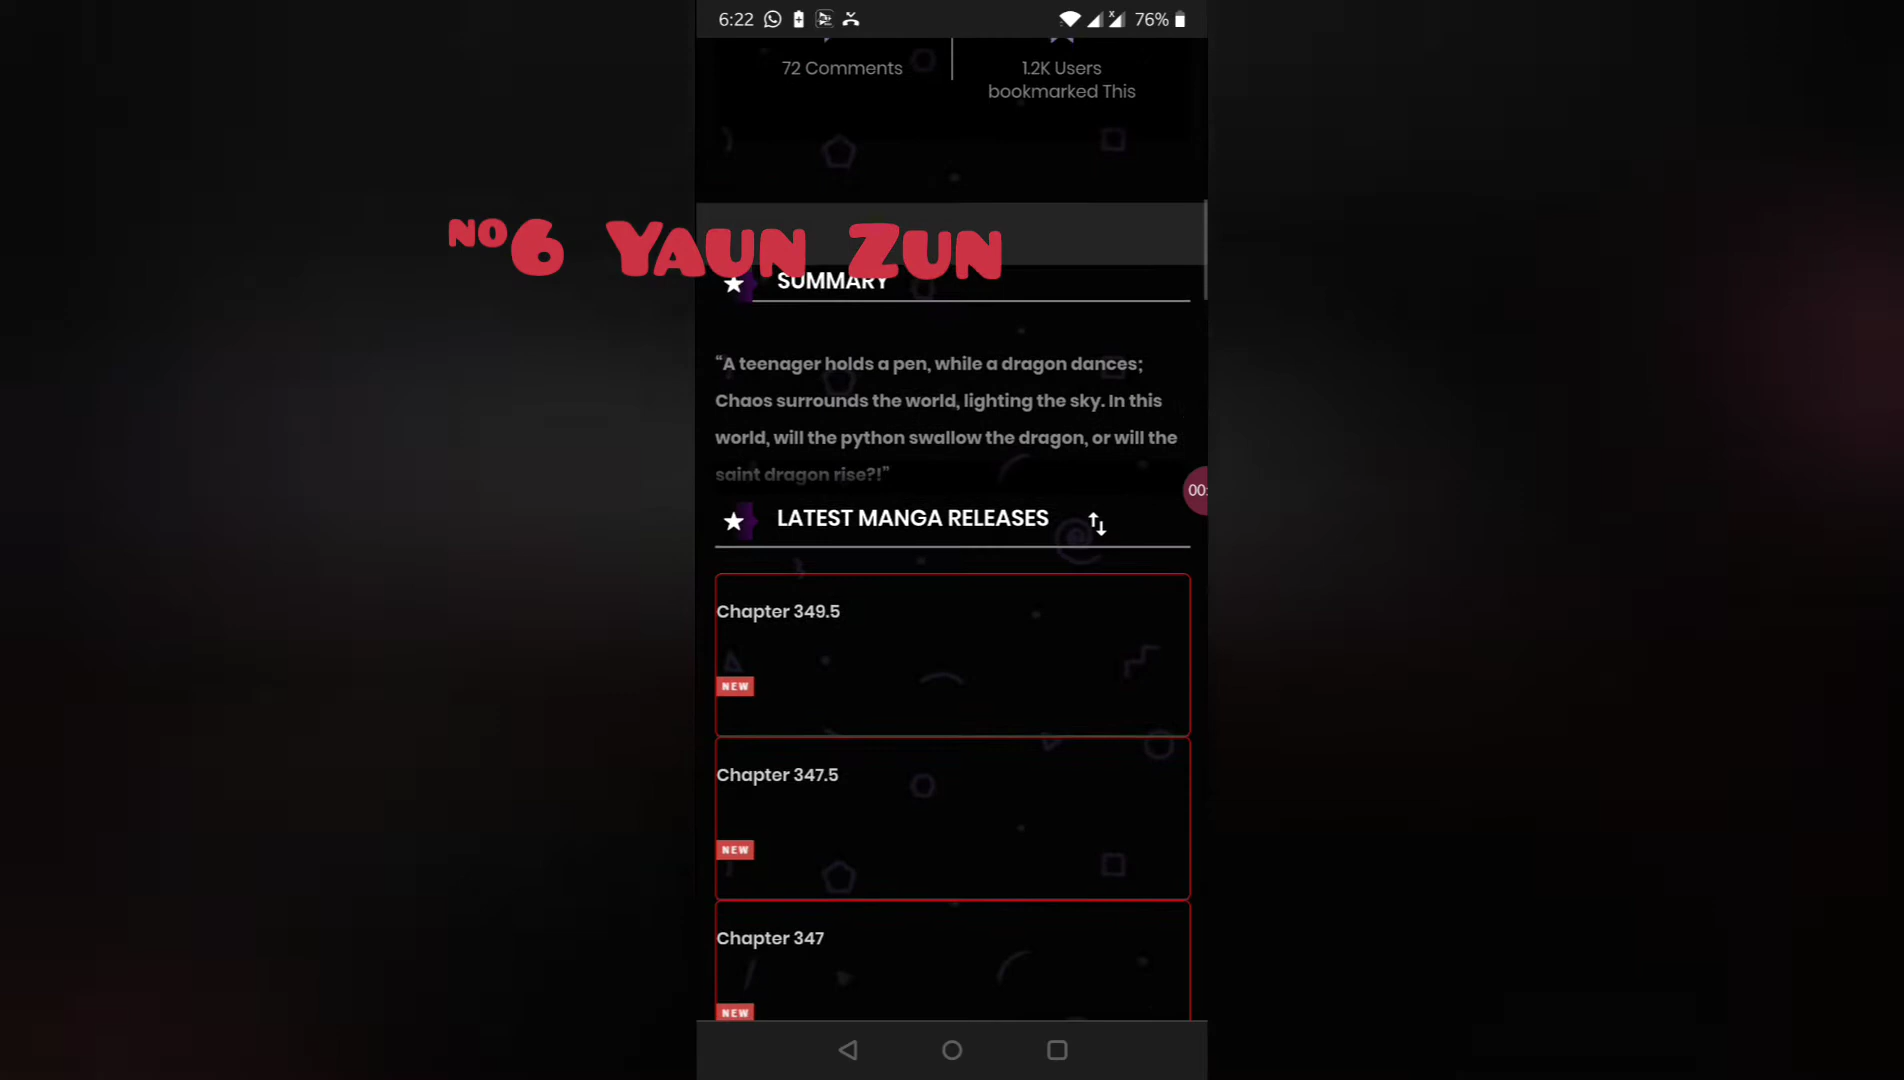 6:22
76%
72 Comments
1.2K Users
bookmarked This
Nº6 Yaun Zun
SUMMARY
“A teenager holds a pen, while a dragon dances;
Chaos surrounds the world, lighting the sky. In this
world, will the python swallow the dragon, or will the
saint dragon rise?!”
00:
LATEST MANGA RELEASES
Chapter 349.5
NEW
Chapter 347.5
NEW
Chapter 347
NEW